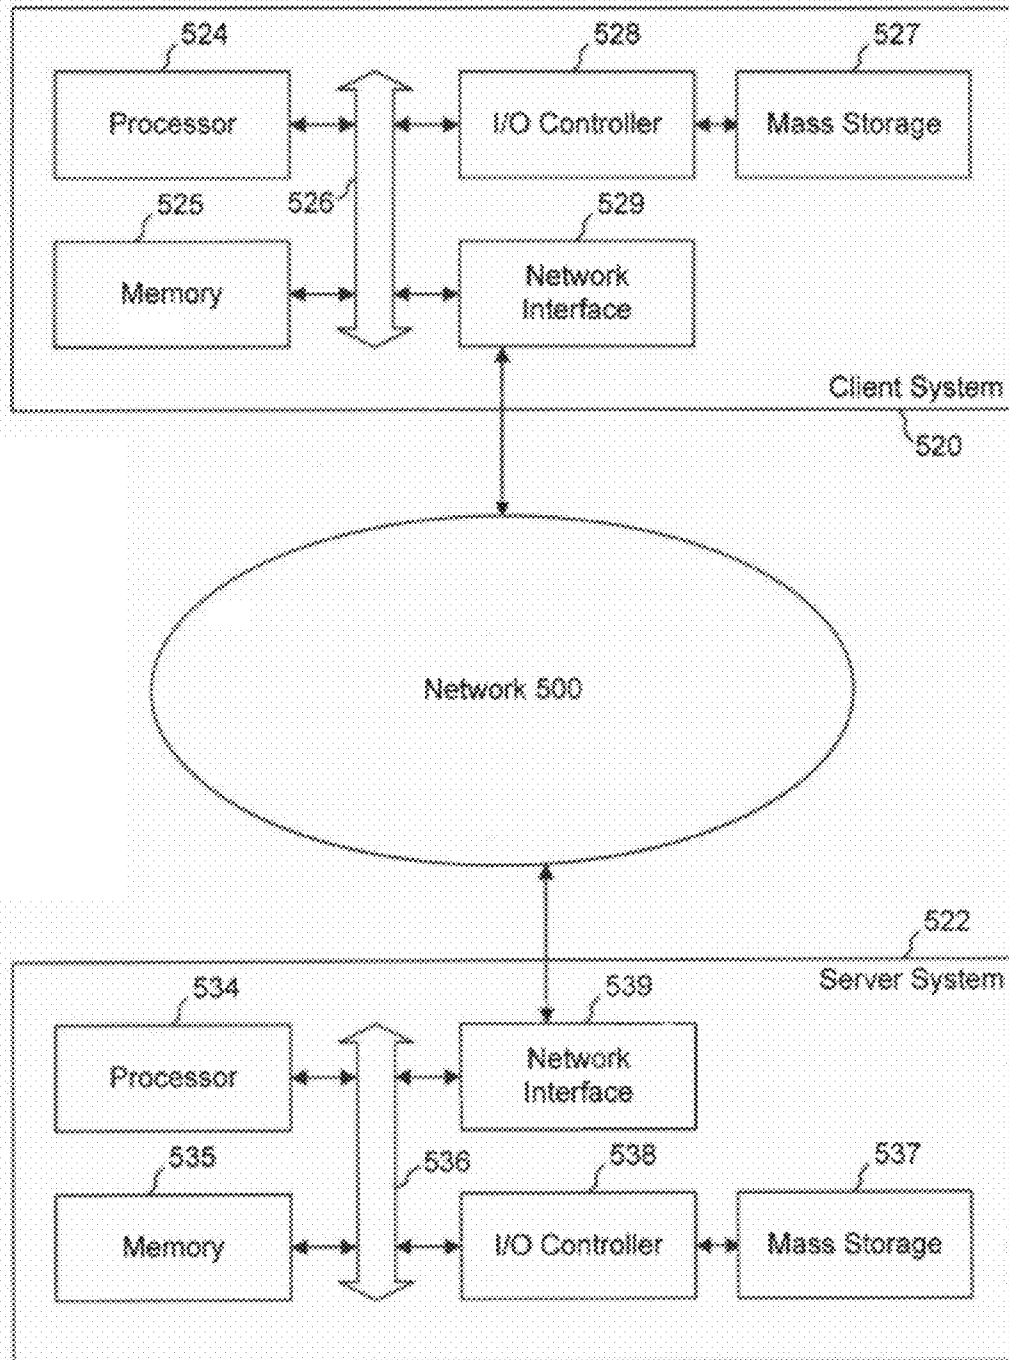 524
528
527
Processor
I/O Controller
Mass Storage
525
526
529
Memory
Network
Interface
Client System
520
Network 500
522
Server System
534
539
Processor
Network
Interface
535
536
538
537
Memory
I/O Controller
Mass Storage